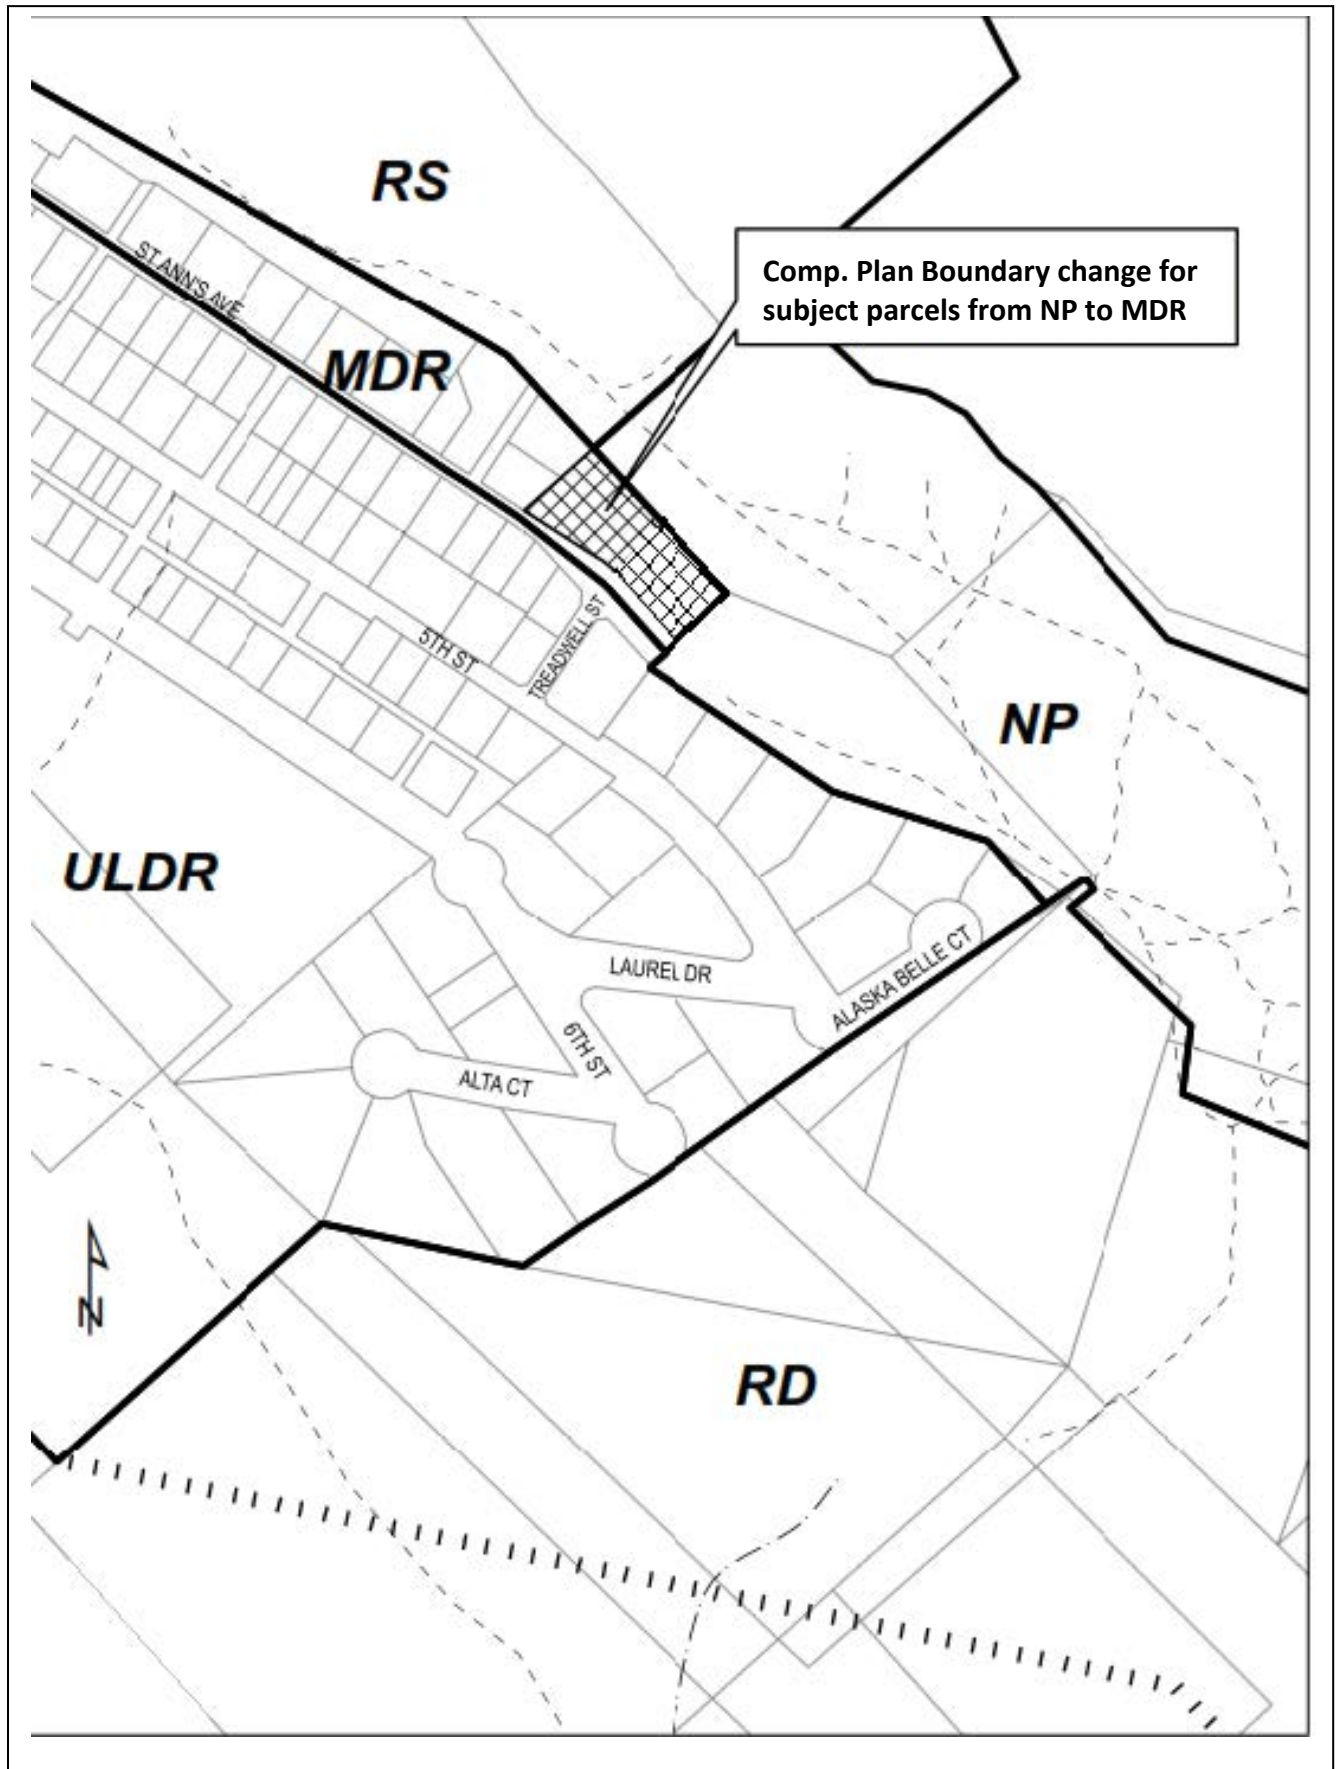 RS
Comp. Plan Boundary change for
subject parcels from NP to MDR
ST ANN'S AVE
MDR
TREADWELL ST
5TH ST
NP
ULDR
LAUREL DR
ALASKA BELLE CT
6TH ST
ALTA CT
N
RD